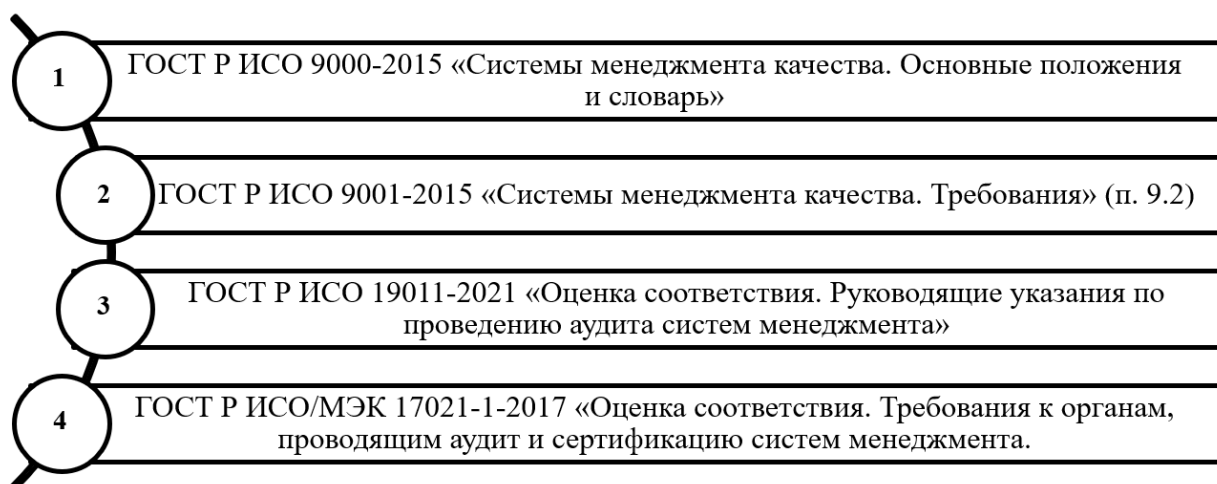 1
ГОСТ Р ИСО 9000-2015 «Системы менеджмента качества. Основные положения
и словарь»
2
ГОСТ Р ИСО 9001-2015 «Системы менеджмента качества. Требования» (п. 9.2)
3
ГОСТ Р ИСО 19011-2021 «Оценка соответствия. Руководящие указания по
проведению аудита систем менеджмента»
4
ГОСТ Р ИСО/МЭК 17021-1-2017 «Оценка соответствия. Требования к органам,
проводящим аудит и сертификацию систем менеджмента.